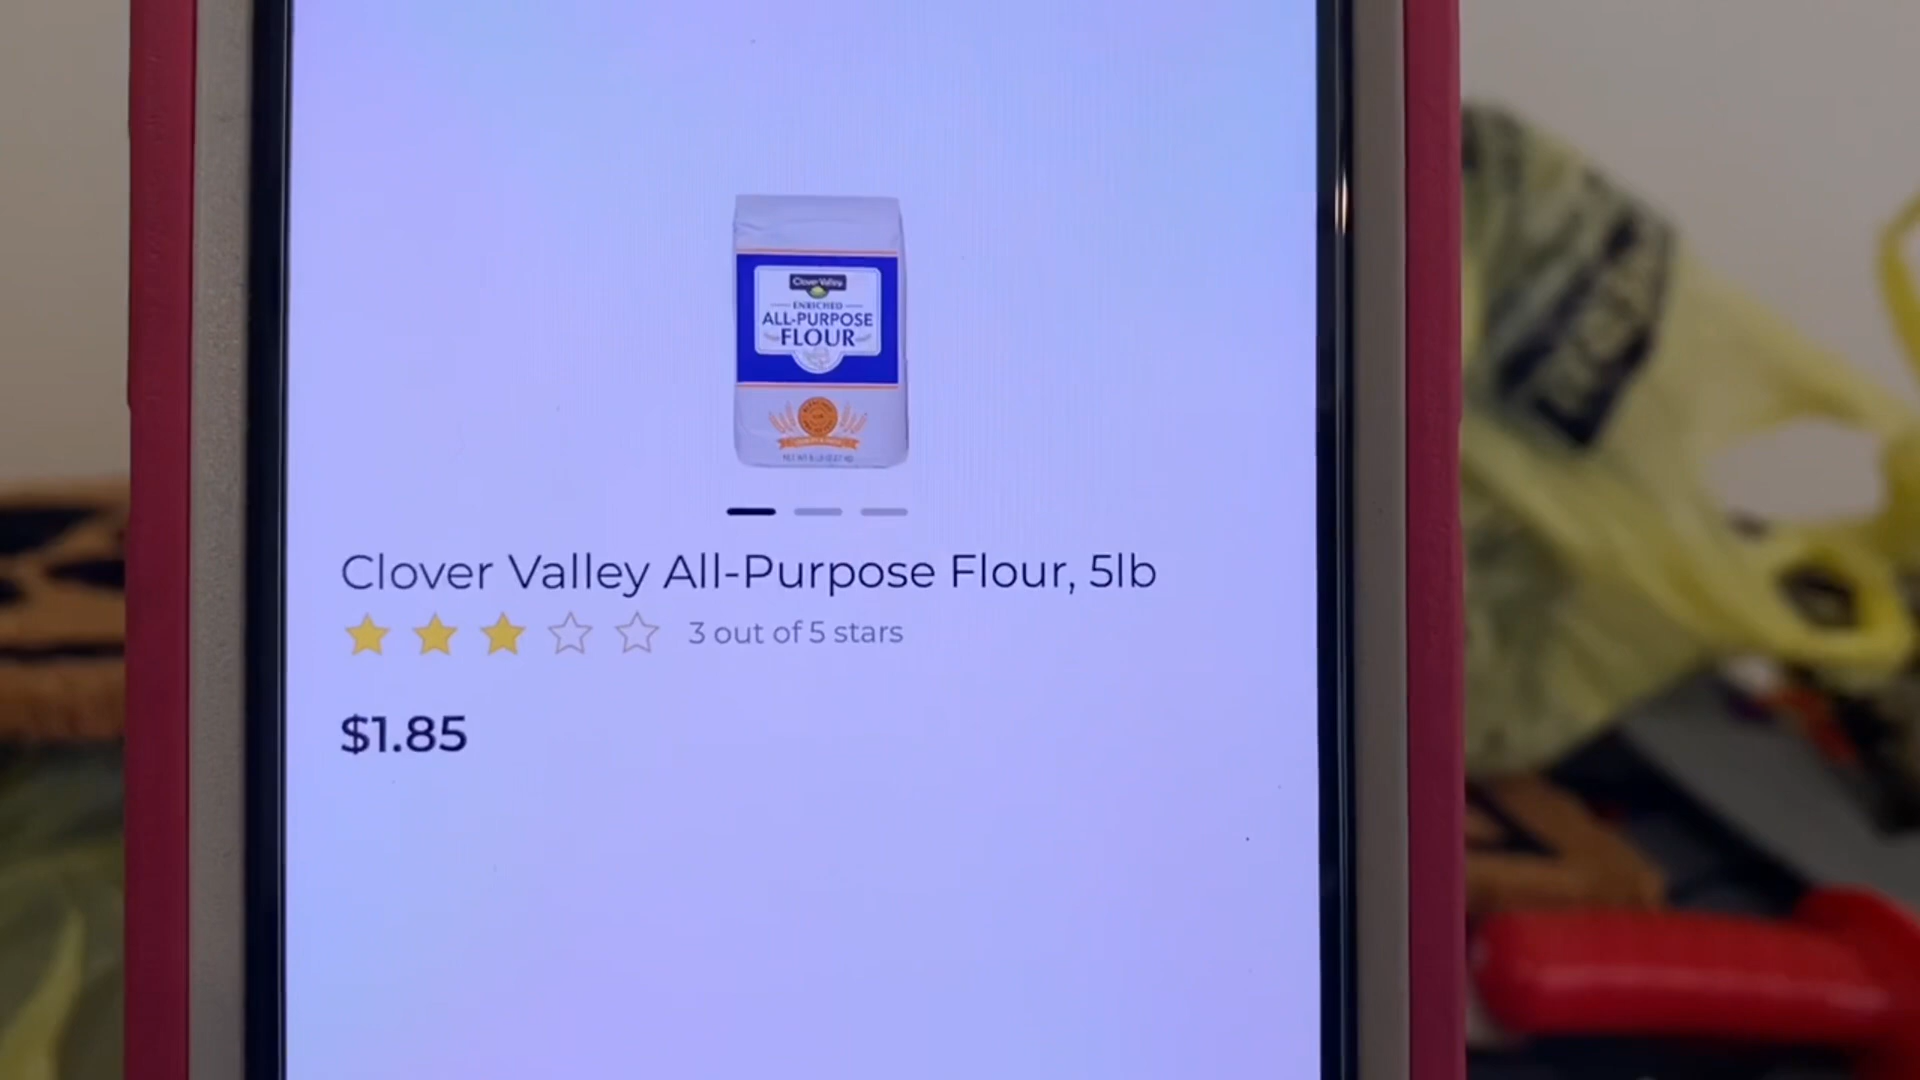 Clover Valley
ENRICHED
ALL-PURPOSE
FLOUR
Clover Valley All-Purpose Flour, 5lb
3 out of 5 stars
$1.85